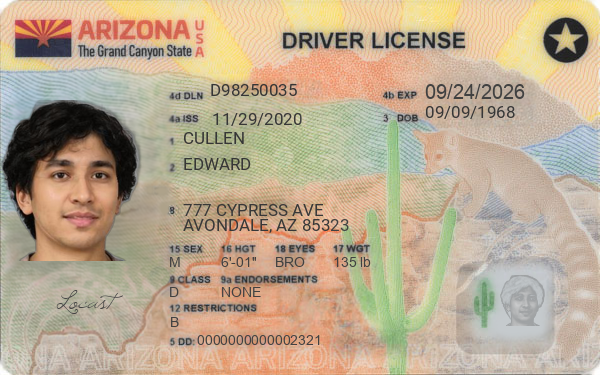 ARIZONA USA
The Grand Canyon State
DRIVER LICENSE
4d DLN D98250035
4b EXP 09/24/2026
4a ISS 11/29/2020
3 DOB 09/09/1968
1 CULLEN
2 EDWARD
8 777 CYPRESS AVE
AVONDALE, AZ 85323
15 SEX 16 HGT 18 EYES 17 WGT
M 6'-01" BRO 135 lb
9 CLASS 9a ENDORSEMENTS
D NONE
12 RESTRICTIONS
B
Locust
5 DD: 0000000000002321
ARIZONA ARIZONA ARIZONA ARIZONA